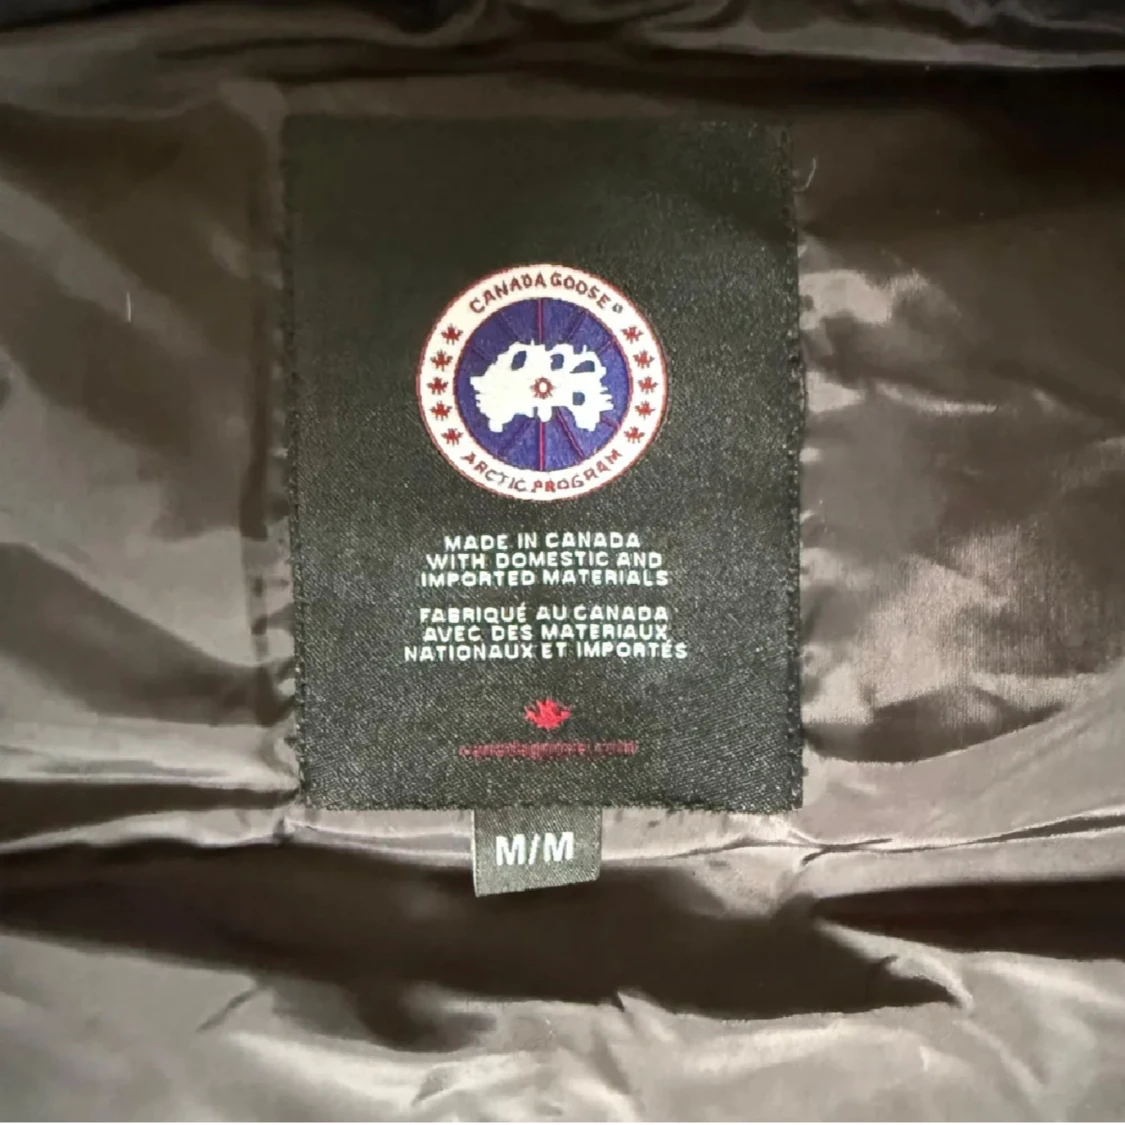 CANADA GOOSE®
ARCTIC PROGRAM
MADE IN CANADA
WITH DOMESTIC AND
IMPORTED MATERIALS
FABRIQUÉ AU CANADA
AVEC DES MATERIAUX
NATIONAUX ET IMPORTÉS
M/M